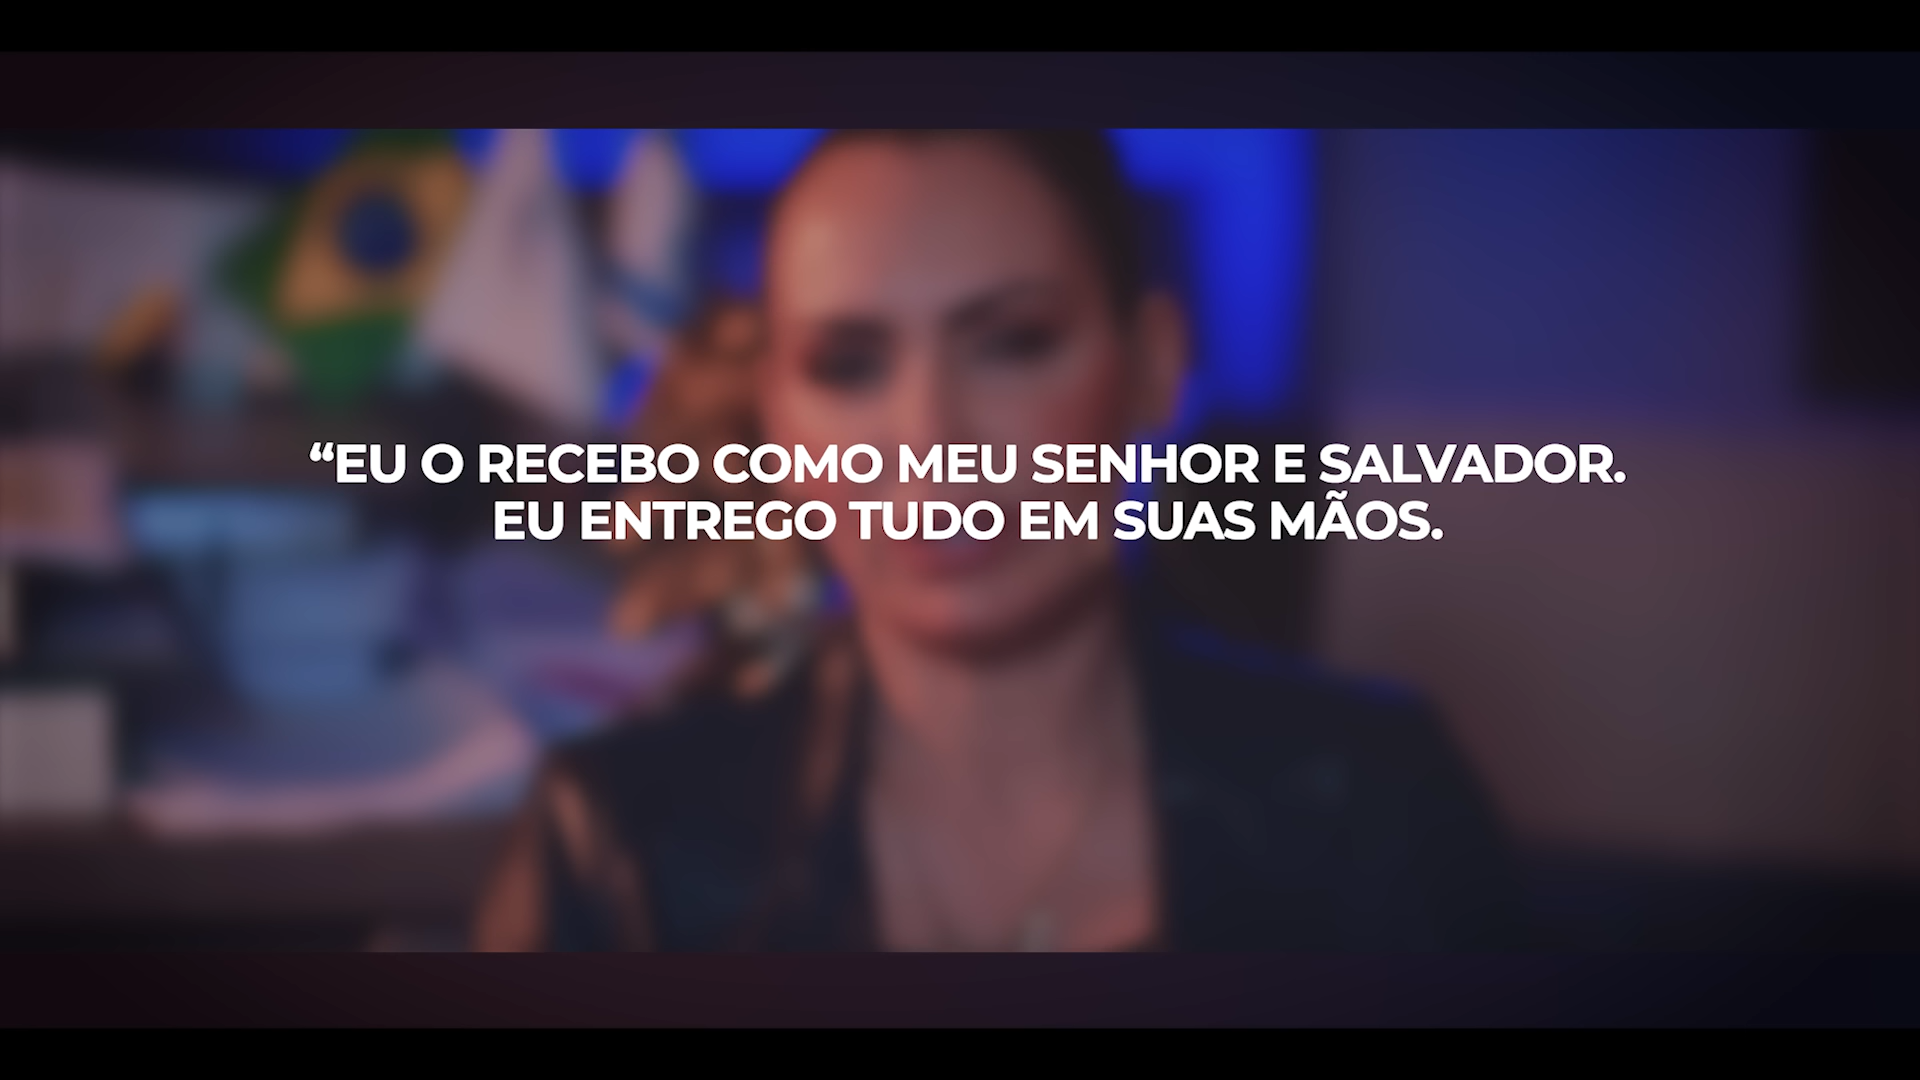 “EU O RECEBO COMO MEU SENHOR E SALVADOR.
EU ENTREGO TUDO EM SUAS MÃOS.